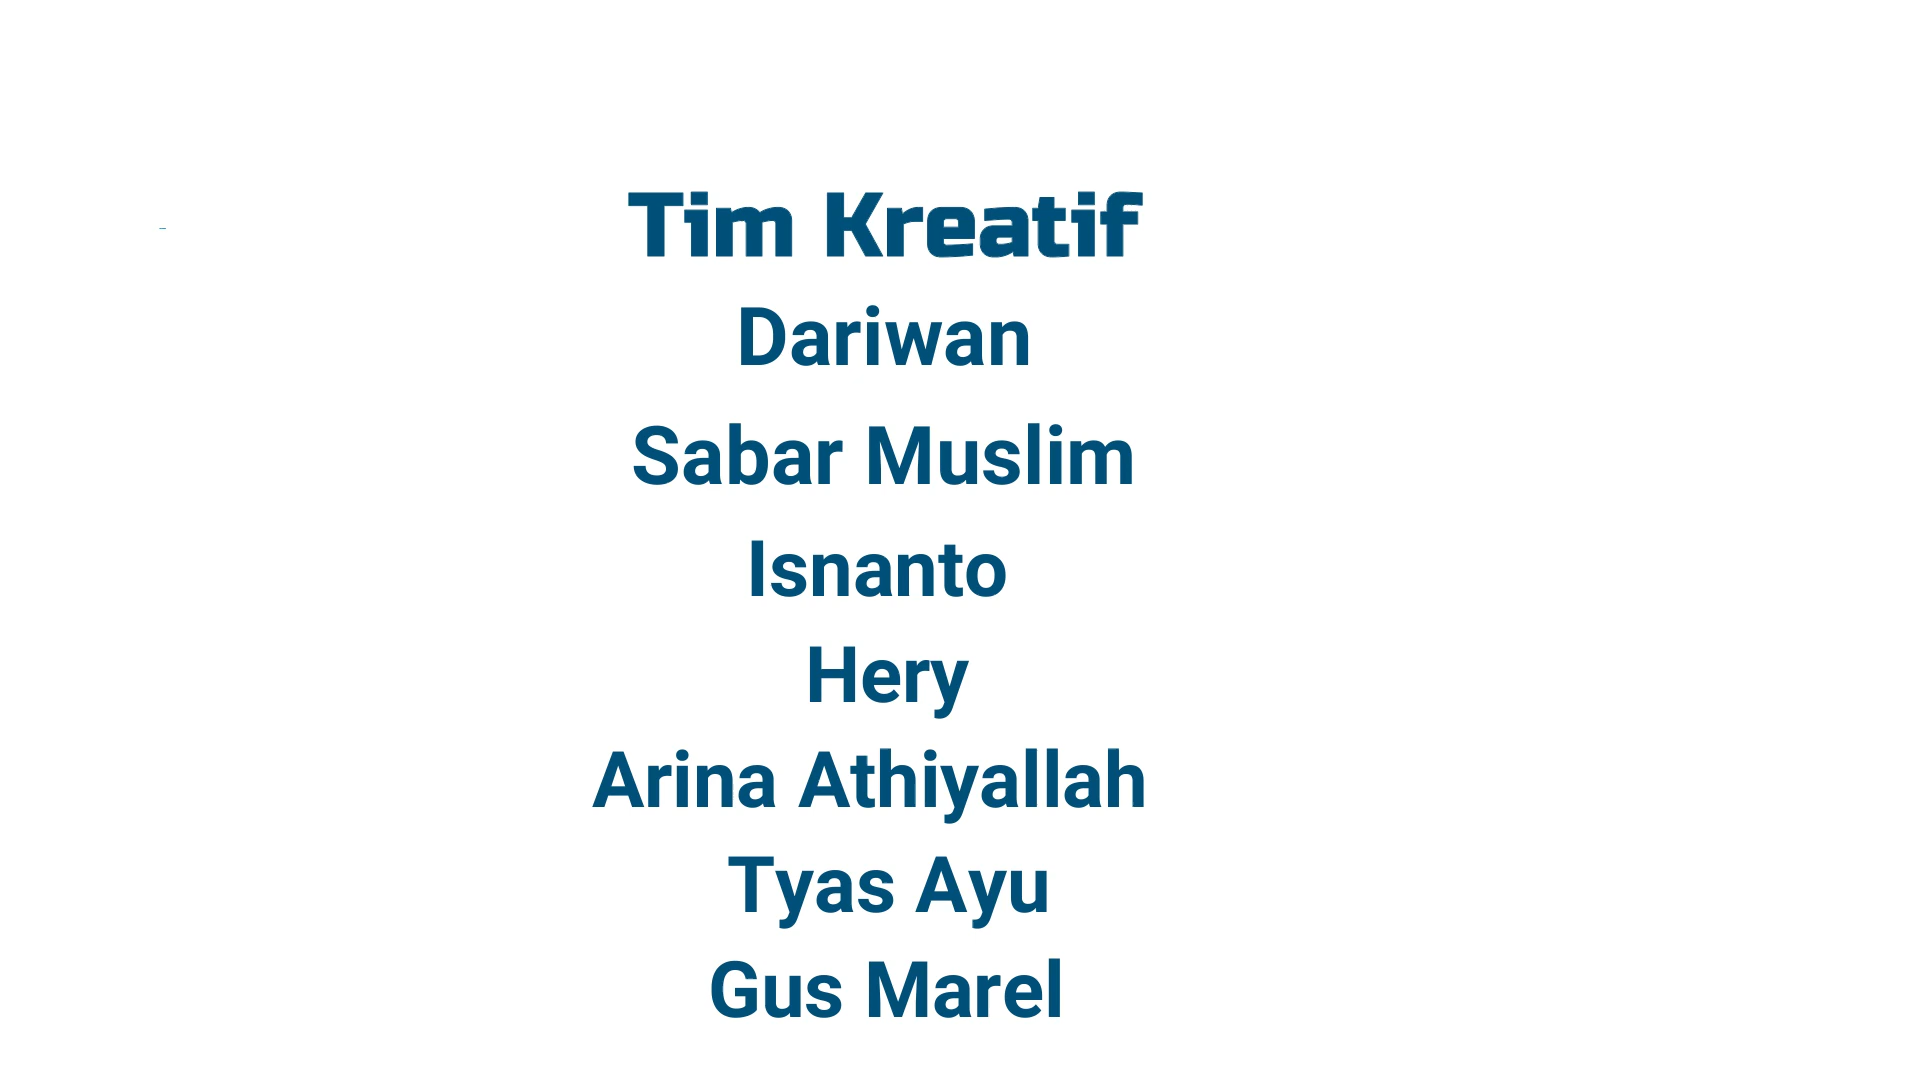 Tim Kreatif
Dariwan
Sabar Muslim
Isnanto
Hery
Arina Athiyallah
Tyas Ayu
Gus Marel